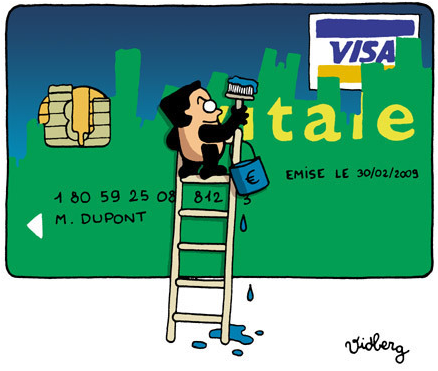 VISA
itale
€
EMISE LE 30/02/2009
1 80 59 25 08 812 3
M. DUPONT
Vidberg